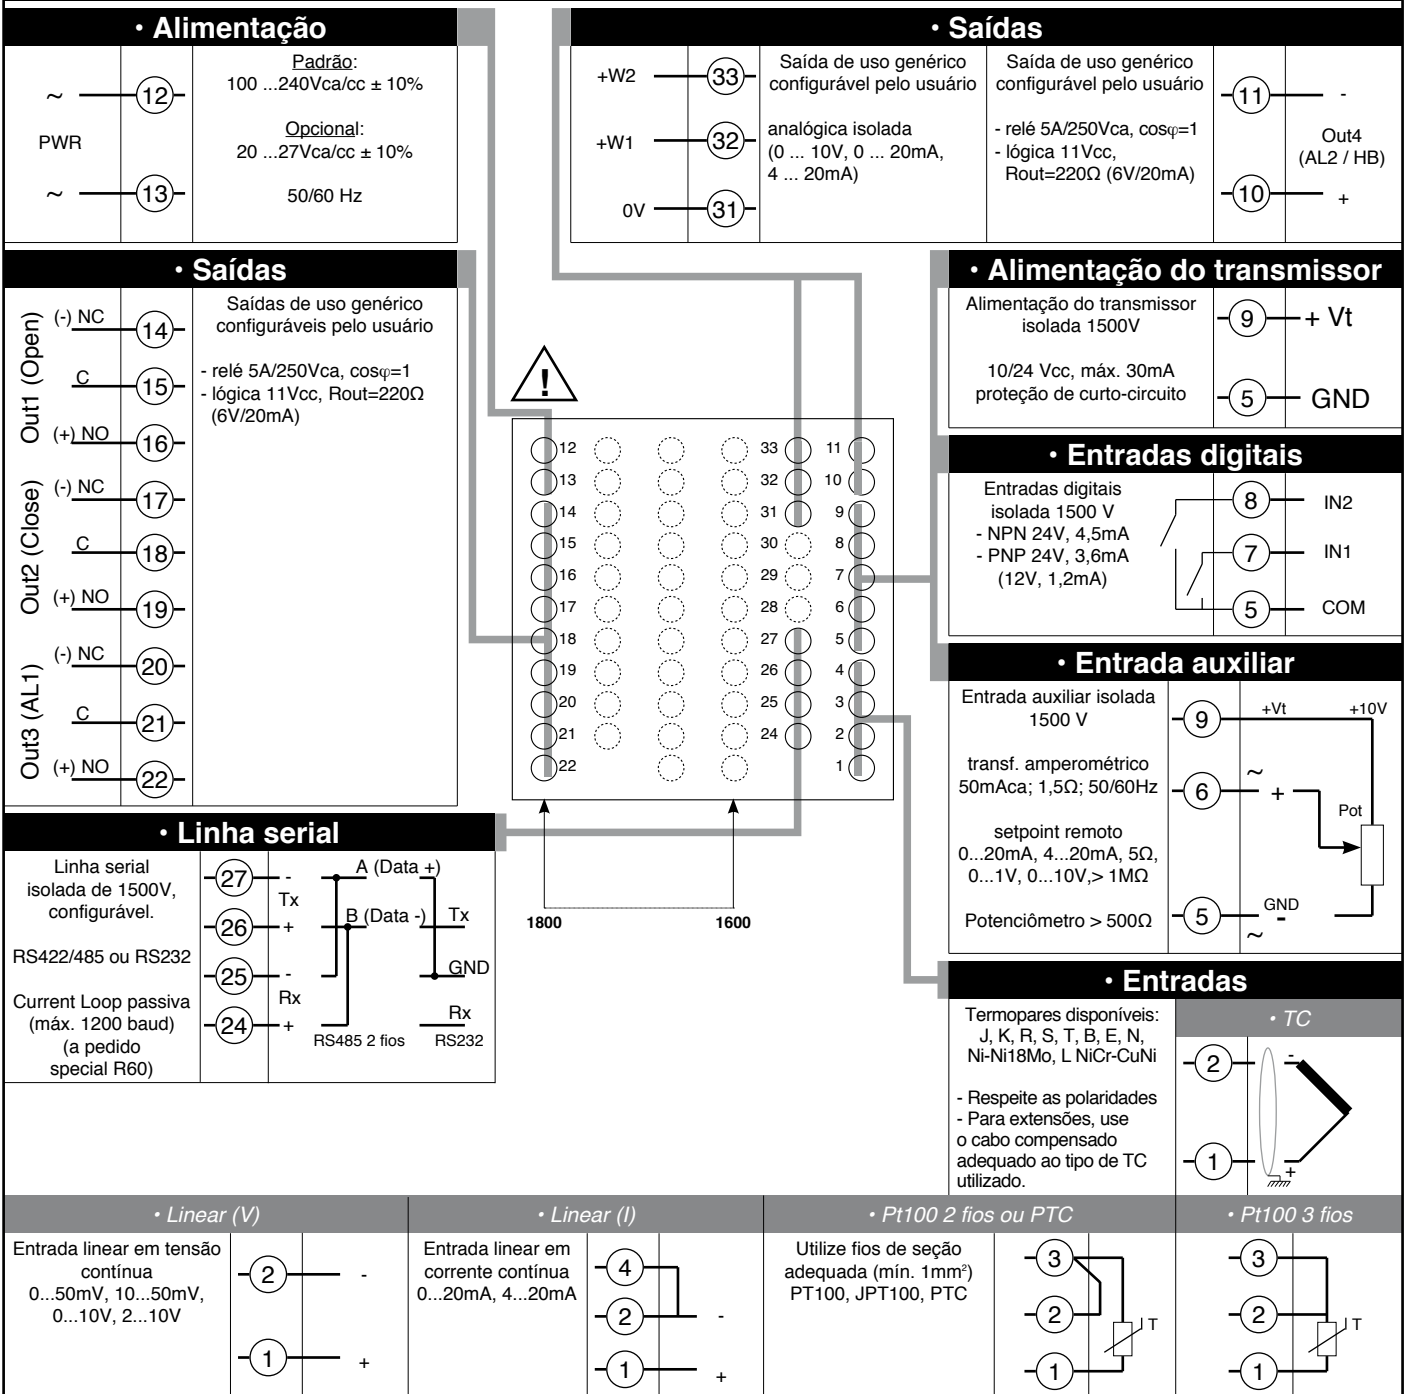 · Alimentação
~
PWR
~
12
13
Padrão:
100 ...240Vca/cc ± 10%
Opcional:
20 ...27Vca/cc ± 10%
50/60 Hz
· Saídas
+W2
+W1
0V
33
32
31
Saída de uso genérico
configurável pelo usuário
analógica isolada
(0 ... 10V, 0 ... 20mA,
4 ... 20mA)
Saída de uso genérico
configurável pelo usuário
- relé 5A/250Vca, cosφ=1
- lógica 11Vcc,
Rout=220Ω (6V/20mA)
11
10
-
Out4
(AL2 / HB)
+
· Saídas
Out1 (Open)
(-) NC
C
(+) NO
14
15
16
Out2 (Close)
(-) NC
C
(+) NO
17
18
19
Out3 (AL1)
(-) NC
C
(+) NO
20
21
22
Saídas de uso genérico
configuráveis pelo usuário
- relé 5A/250Vca, cosφ=1
- lógica 11Vcc, Rout=220Ω
(6V/20mA)
!
12 33 11
13 32 10
14 31 9
15 30 8
16 29 7
17 28 6
18 27 5
19 26 4
20 25 3
21 24 2
22 1
1800
1600
· Alimentação do transmissor
Alimentação do transmissor
isolada 1500V
10/24 Vcc, máx. 30mA
proteção de curto-circuito
9
+ Vt
5
GND
· Entradas digitais
Entradas digitais
isolada 1500 V
- NPN 24V, 4,5mA
- PNP 24V, 3,6mA
(12V, 1,2mA)
8
IN2
7
IN1
5
COM
· Entrada auxiliar
Entrada auxiliar isolada
1500 V
transf. amperométrico
50mAca; 1,5Ω; 50/60Hz
setpoint remoto
0...20mA, 4...20mA, 5Ω,
0...1V, 0...10V,> 1MΩ
Potenciômetro > 500Ω
9
+Vt
+10V
6
~
+
Pot
5
GND
-
~
· Linha serial
Linha serial
isolada de 1500V,
configurável.
RS422/485 ou RS232
Current Loop passiva
(máx. 1200 baud)
(a pedido
special R60)
27
-
Tx
26
+
25
-
Rx
24
+
A (Data +)
B (Data -)
Tx
GND
Rx
RS485 2 fios
RS232
· Entradas
Termopares disponíveis:
J, K, R, S, T, B, E, N,
Ni-Ni18Mo, L NiCr-CuNi
- Respeite as polaridades
- Para extensões, use
o cabo compensado
adequado ao tipo de TC
utilizado.
· TC
2
-
1
+
· Linear (V)
Entrada linear em tensão
contínua
0...50mV, 10...50mV,
0...10V, 2...10V
2
-
1
+
· Linear (I)
Entrada linear em
corrente contínua
0...20mA, 4...20mA
4
2
-
1
+
· Pt100 2 fios ou PTC
Utilize fios de seção
adequada (mín. 1mm²)
PT100, JPT100, PTC
3
2
T
1
· Pt100 3 fios
3
2
T
1